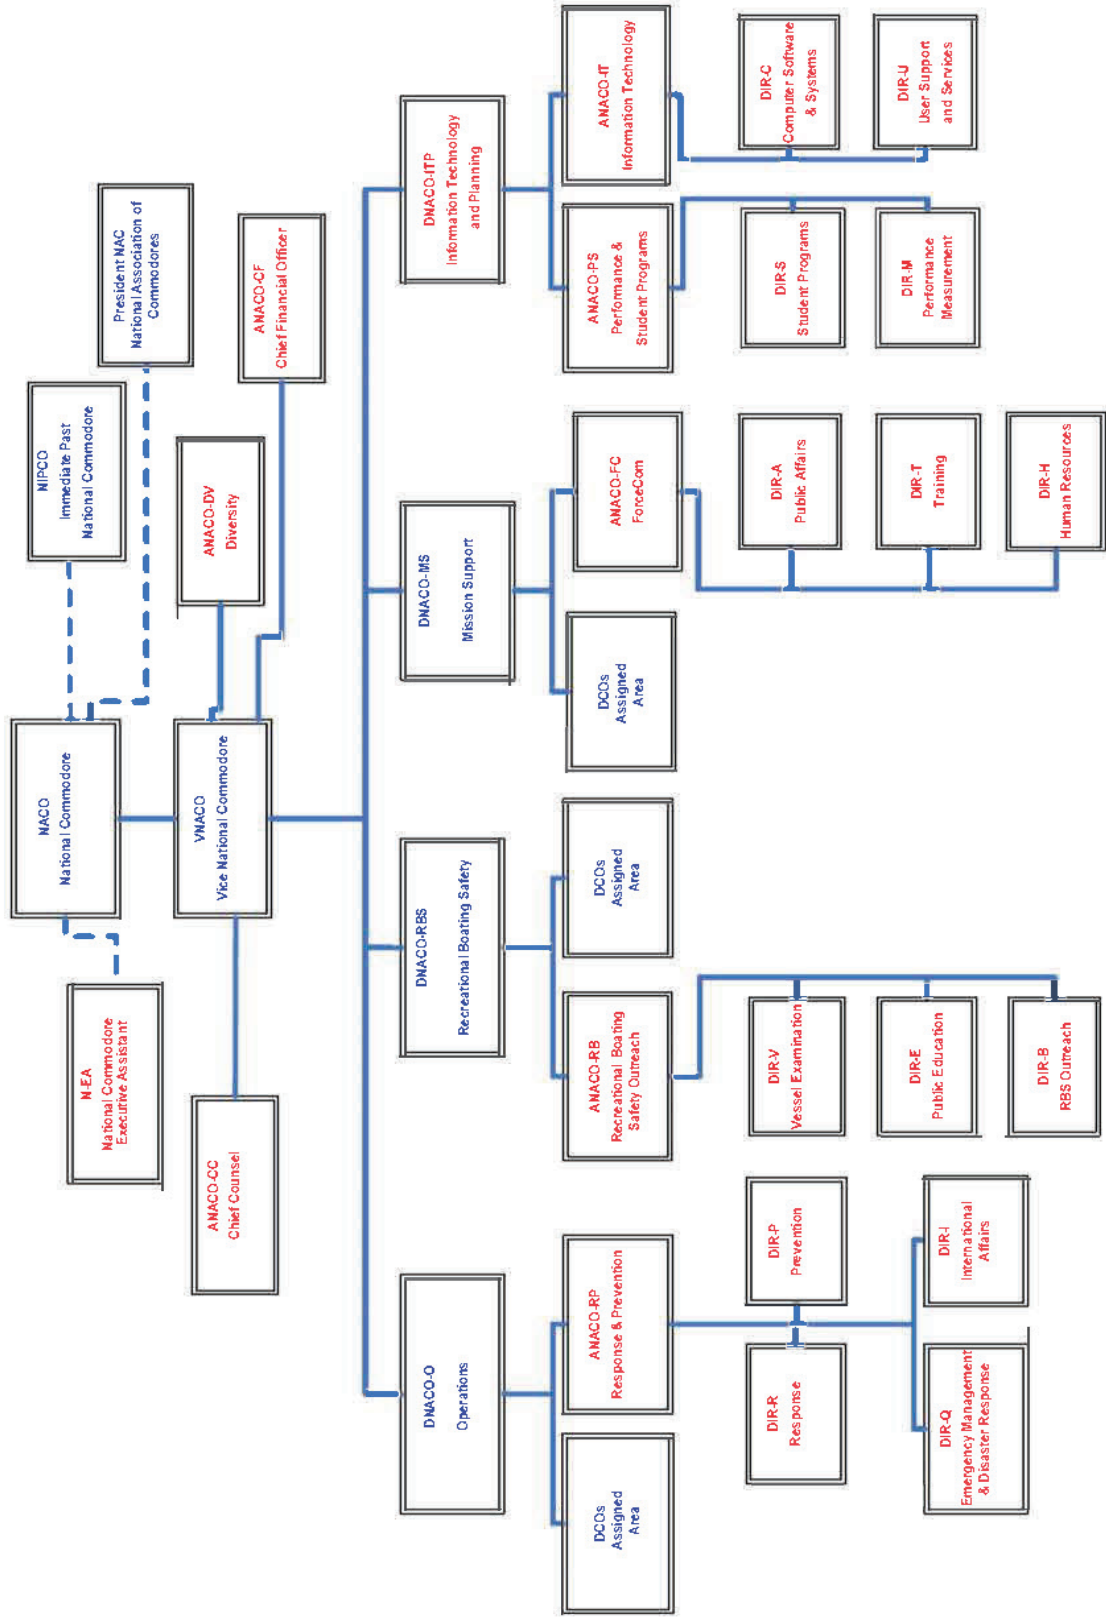 NACO
National Commodore
NIPCO
Immediate Past
National Commodore
President NAC
National Association of
Commodores
N-EA
National Commodore
Executive Assistant
VNACO
Vice National Commodore
ANACO-DV
Diversity
ANACO-CF
Chief Financial Officer
ANACO-CC
Chief Counsel
DNACO-O
Operations
DNACO-RBS
Recreational Boating Safety
DNACO-MS
Mission Support
DNACO-ITP
Information Technology
and Planning
DCOs
Assigned
Area
ANACO-RP
Response & Prevention
ANACO-RB
Recreational Boating
Safety Outreach
DCOs
Assigned
Area
DCOs
Assigned
Area
ANACO-FC
ForceCom
ANACO-PS
Performance &
Student Programs
ANACO-IT
Information Technology
DIR-R
Response
DIR-P
Prevention
DIR-V
Vessel Examination
DIR-A
Public Affairs
DIR-S
Student Programs
DIR-C
Computer Software
& Systems
DIR-Q
Emergency Management
& Disaster Response
DIR-I
International
Affairs
DIR-E
Public Education
DIR-T
Training
DIR-M
Performance
Measurement
DIR-U
User Support
and Services
DIR-B
RBS Outreach
DIR-H
Human Resources